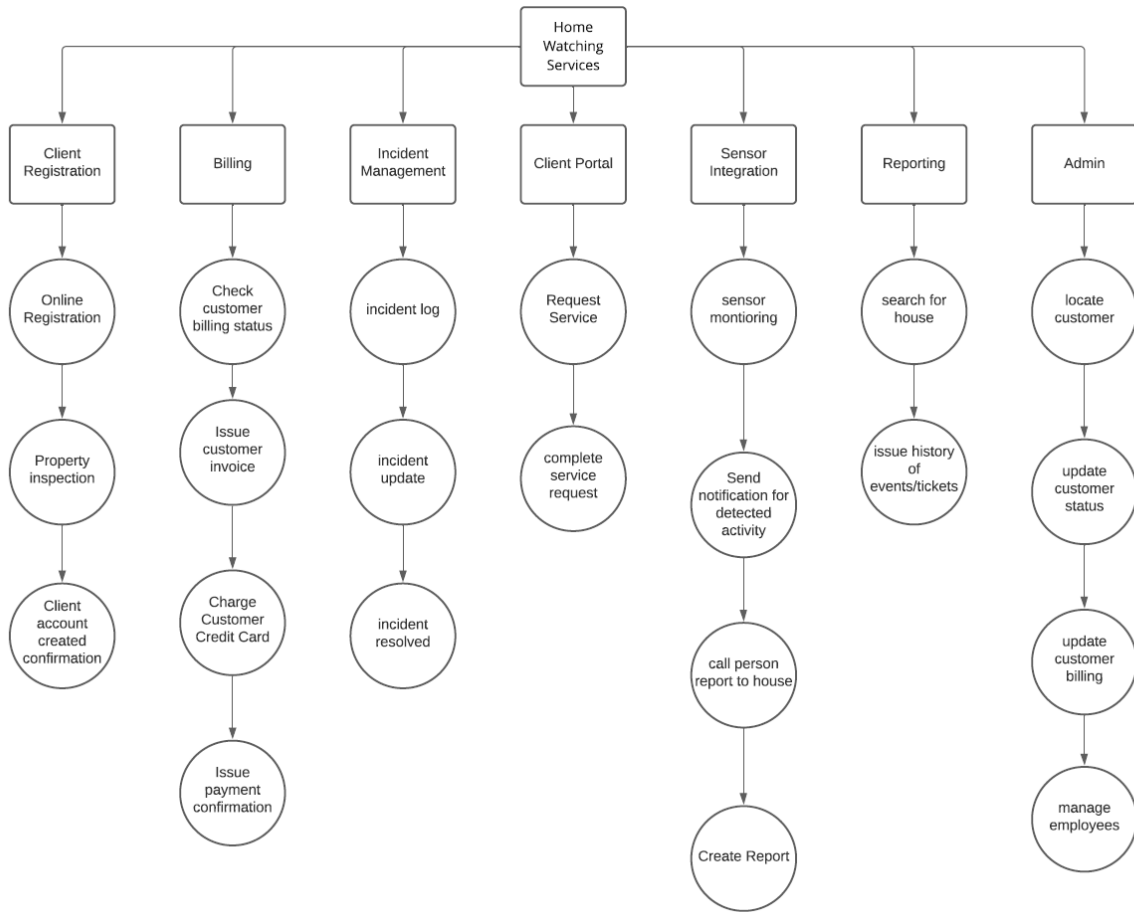 Home
Watching
Services
Client
Registration
Billing
Incident
Management
Client Portal
Sensor
Integration
Reporting
Admin
Online
Registration
Property
inspection
Client
account
created
confirmation
Check
customer
billing status
Issue
customer
invoice
Charge
Customer
Credit Card
Issue
payment
confirmation
incident log
incident
update
incident
resolved
Request
Service
complete
service
request
sensor
montioring
Send
notification for
detected
activity
call person
report to house
Create Report
search for
house
issue history
of
events/tickets
locate
customer
update
customer
status
update
customer
billing
manage
employees